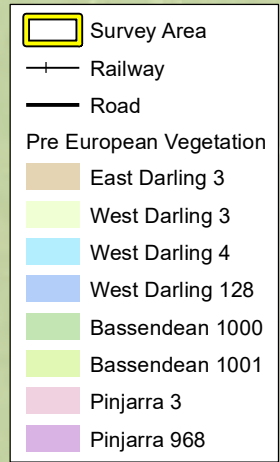 Survey Area
Railway
Road
Pre European Vegetation
East Darling 3
West Darling 3
West Darling 4
West Darling 128
Bassendean 1000
Bassendean 1001
Pinjarra 3
Pinjarra 968